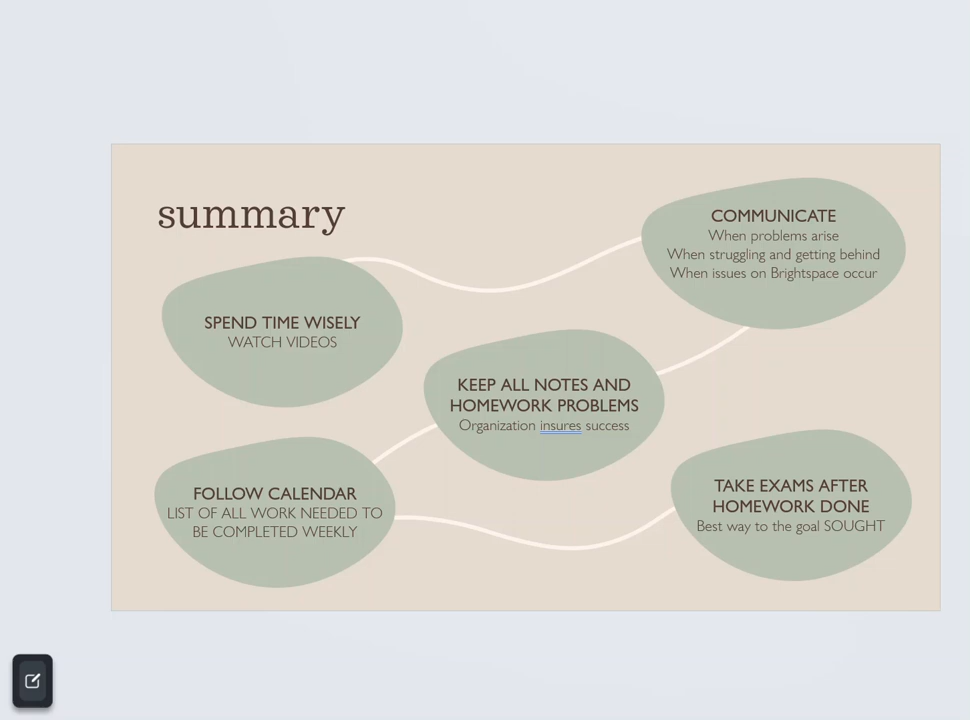 summary
COMMUNICATE
When problems arise
When struggling and getting behind
When issues on Brightspace occur
SPEND TIME WISELY
WATCH VIDEOS
KEEP ALL NOTES AND
HOMEWORK PROBLEMS
Organization insures success
FOLLOW CALENDAR
LIST OF ALL WORK NEEDED TO
BE COMPLETED WEEKLY
TAKE EXAMS AFTER
HOMEWORK DONE
Best way to the goal SOUGHT